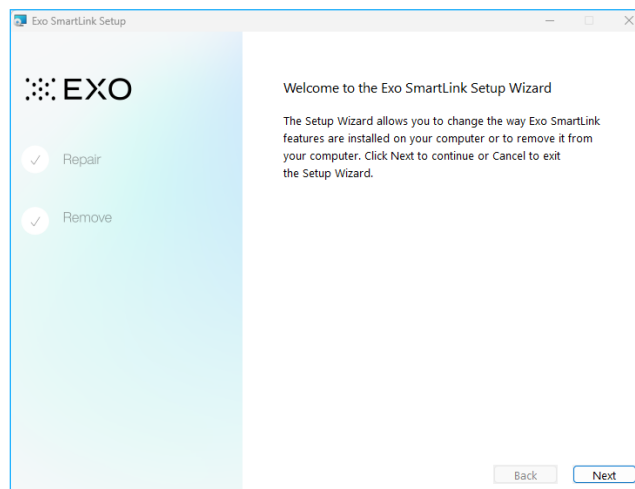 Exo SmartLink Setup
EXO
Repair
Remove
Welcome to the Exo SmartLink Setup Wizard
The Setup Wizard allows you to change the way Exo SmartLink
features are installed on your computer or to remove it from
your computer. Click Next to continue or Cancel to exit
the Setup Wizard.
Back
Next